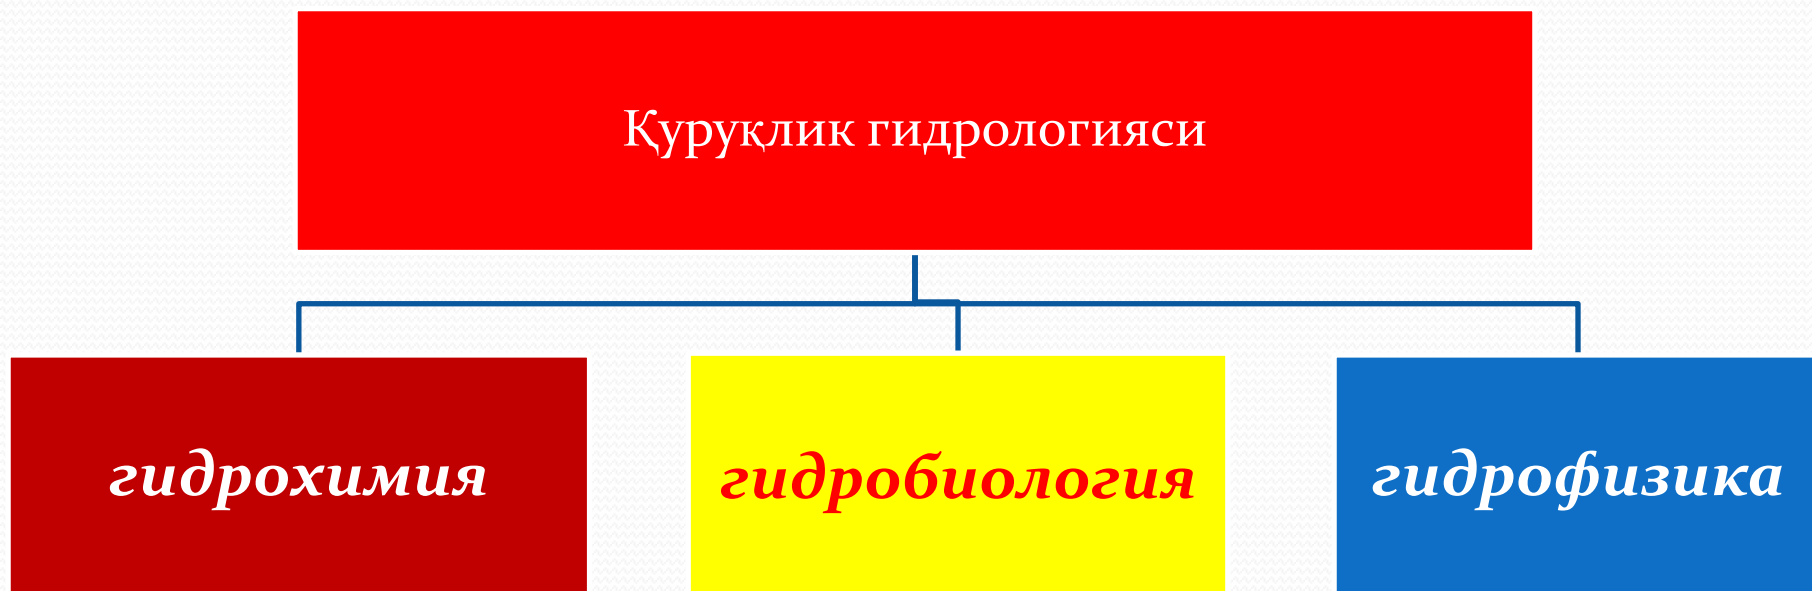 Қуруқлик гидрологияси
гидрохимия
гидробиология
гидрофизика